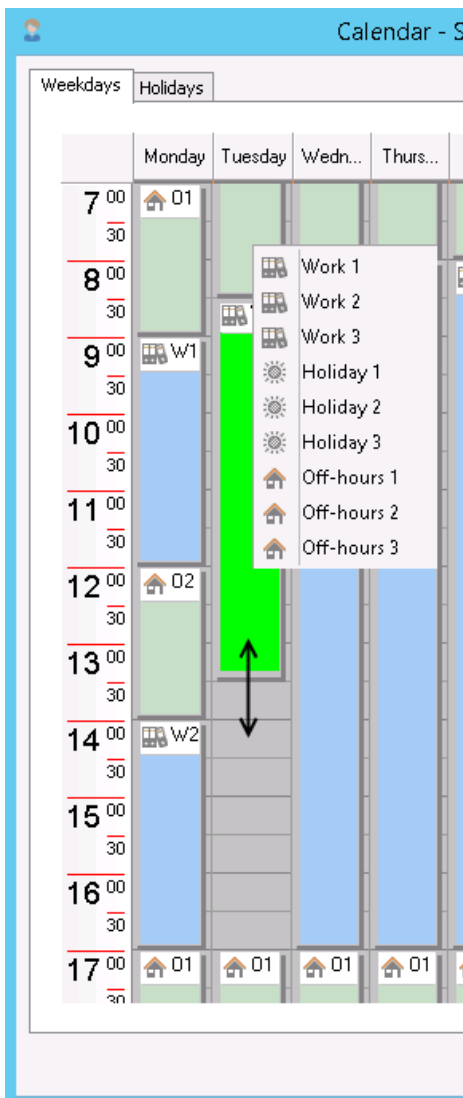 Calendar - S
Weekdays
Holidays
Monday
Tuesday
Wedn...
Thurs...
7 00
01
30
8 00
30
Work 1
Work 2
Work 3
Holiday 1
Holiday 2
Holiday 3
Off-hours 1
Off-hours 2
Off-hours 3
9 00
W1
30
10 00
30
11 00
30
12 00
02
30
13 00
30
14 00
W2
30
15 00
30
16 00
30
17 00
01
01
01
01
30